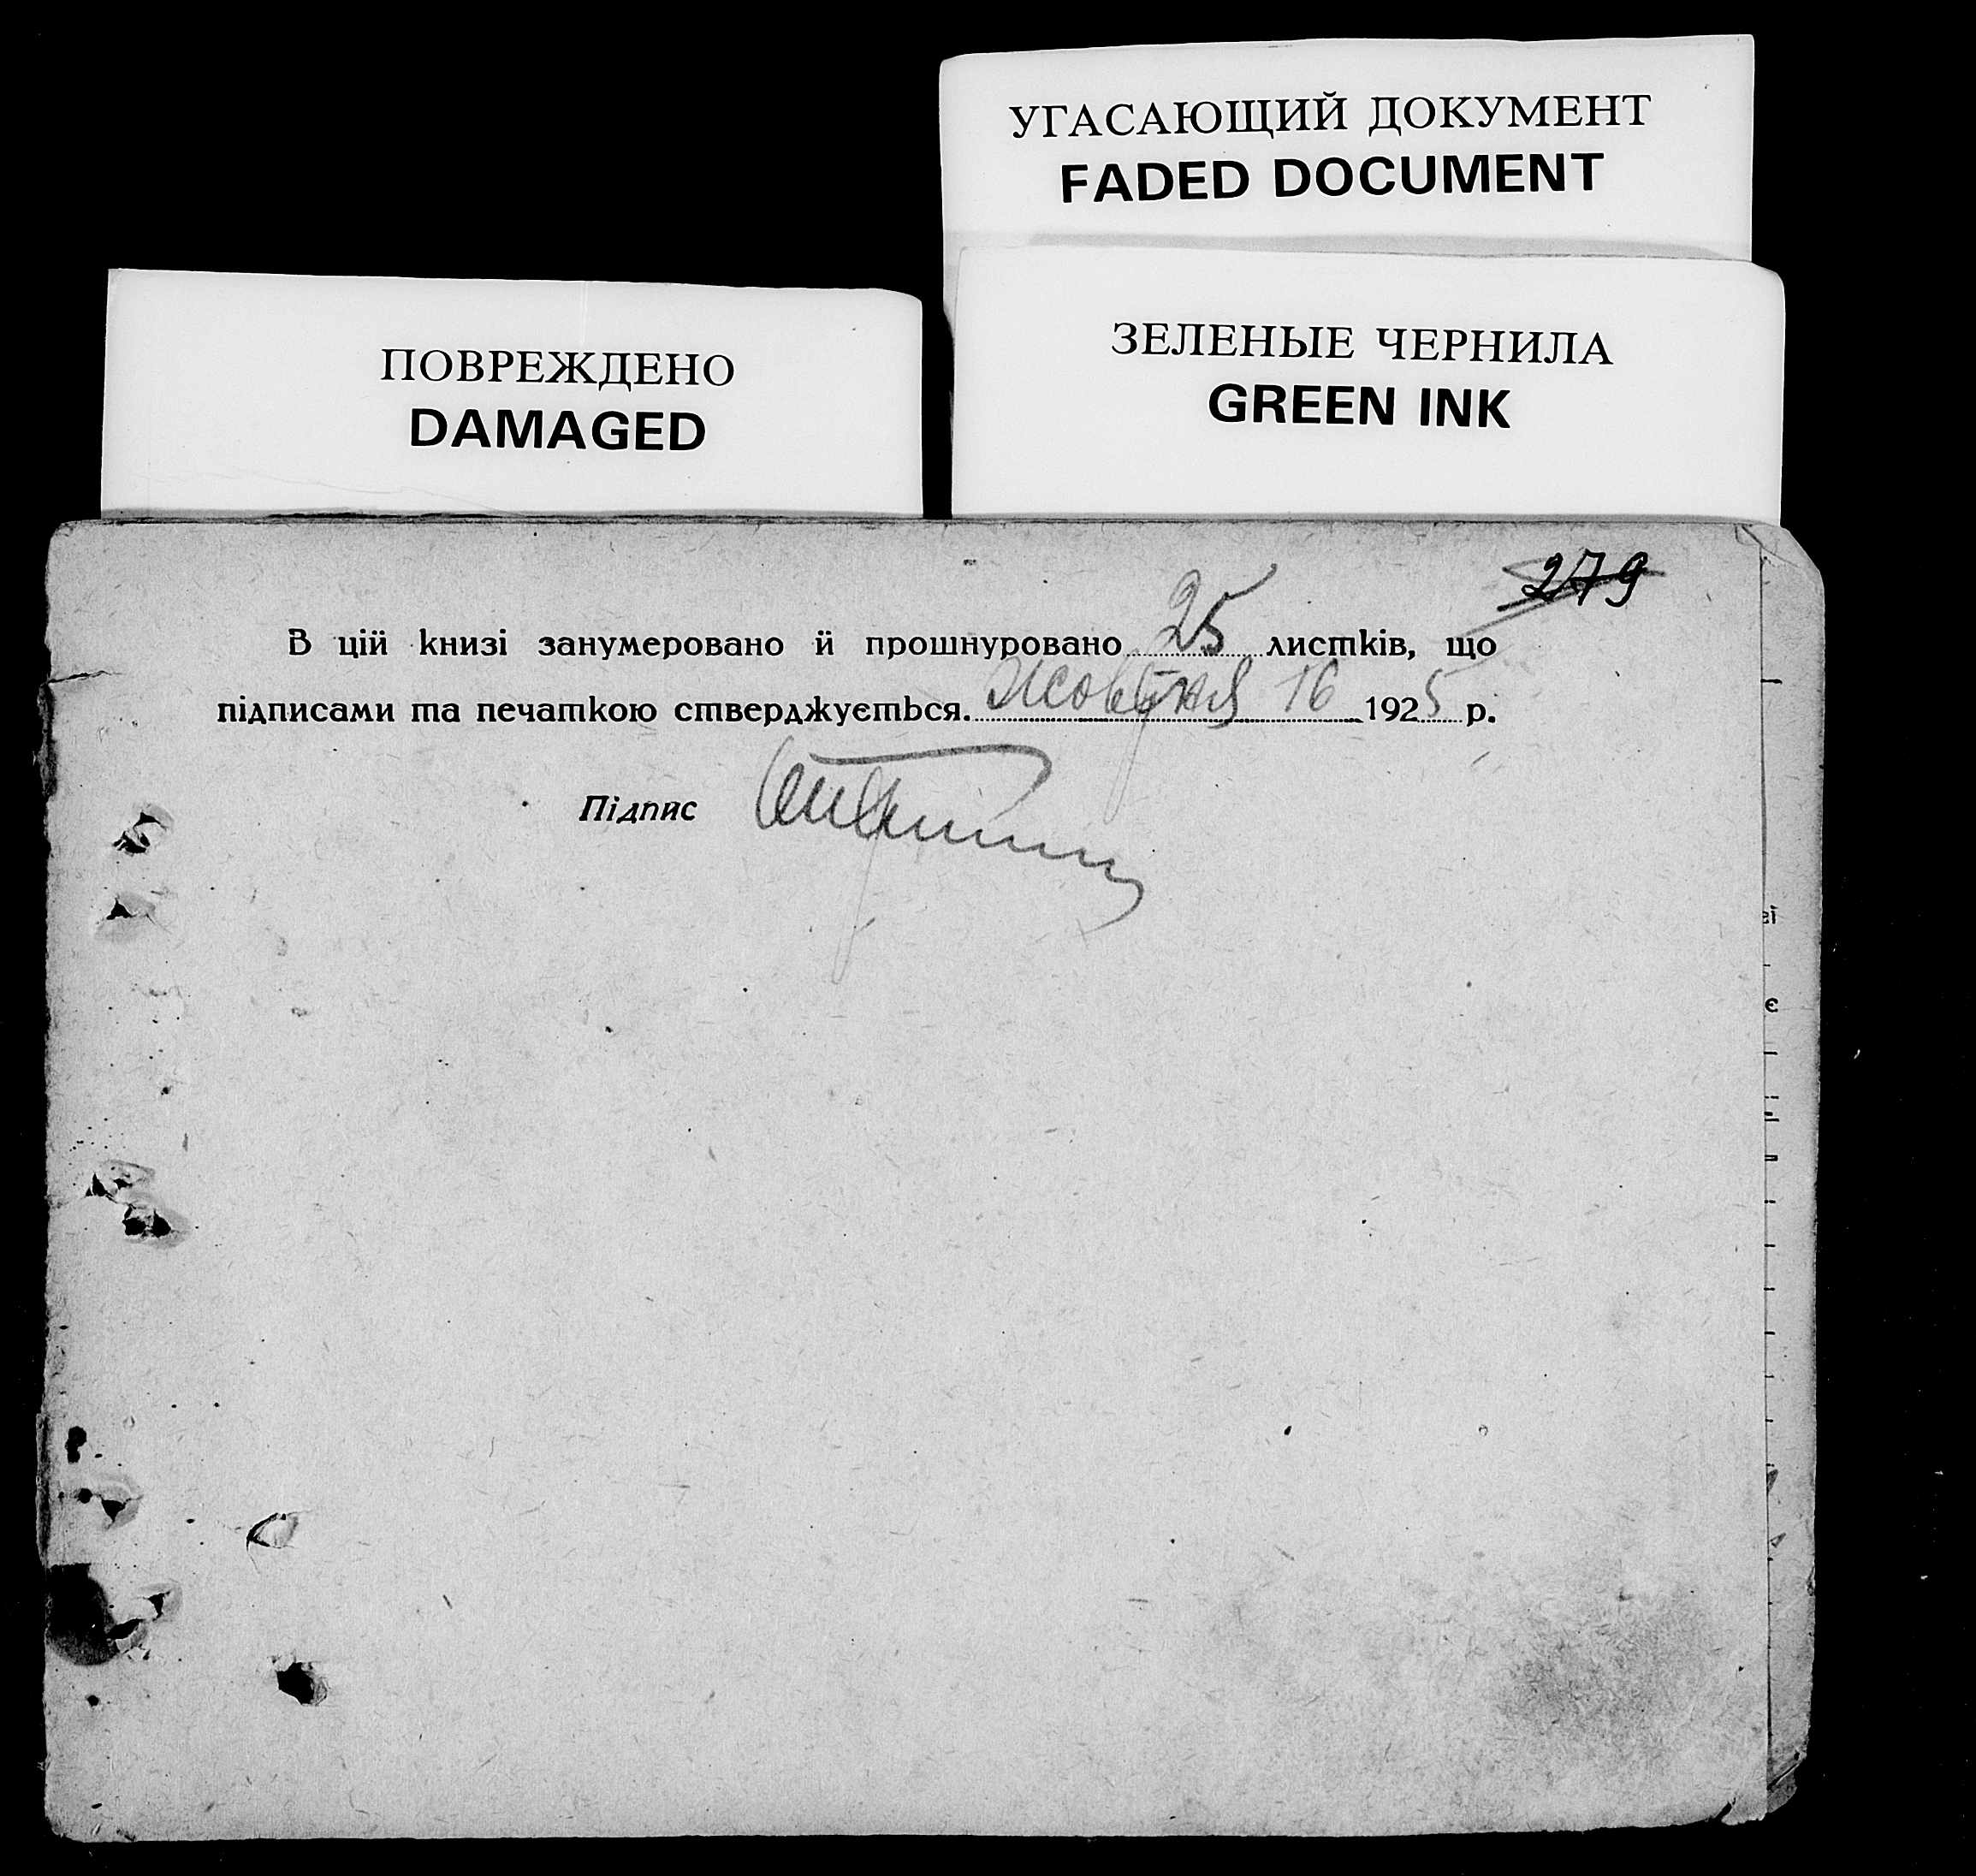 УГАСАЮЩИЙ ДОКУМЕНТ
FADED DOCUMENT
ПОВРЕЖДЕНО
DAMAGED
ЗЕЛЕНЫЕ ЧЕРНИЛА
GREEN INK
279
В цій книзі занумеровано й прошнуровано 25 листків, що
підписами та печаткою стверджується. Жовтня 16 1925 р.
Підпис